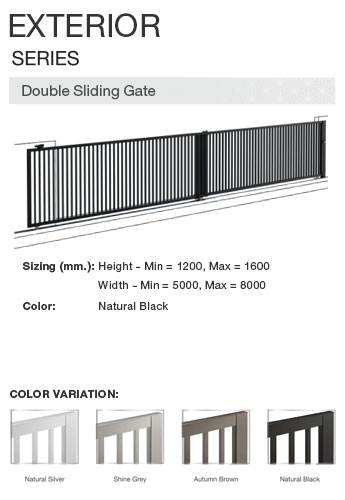 EXTERIOR
SERIES
Double Sliding Gate
Sizing (mm.): Height - Min = 1200, Max = 1600
Width - Min = 5000, Max = 8000
Color: Natural Black
COLOR VARIATION:
Natural Silver Shine Grey Autumn Brown Natural Black